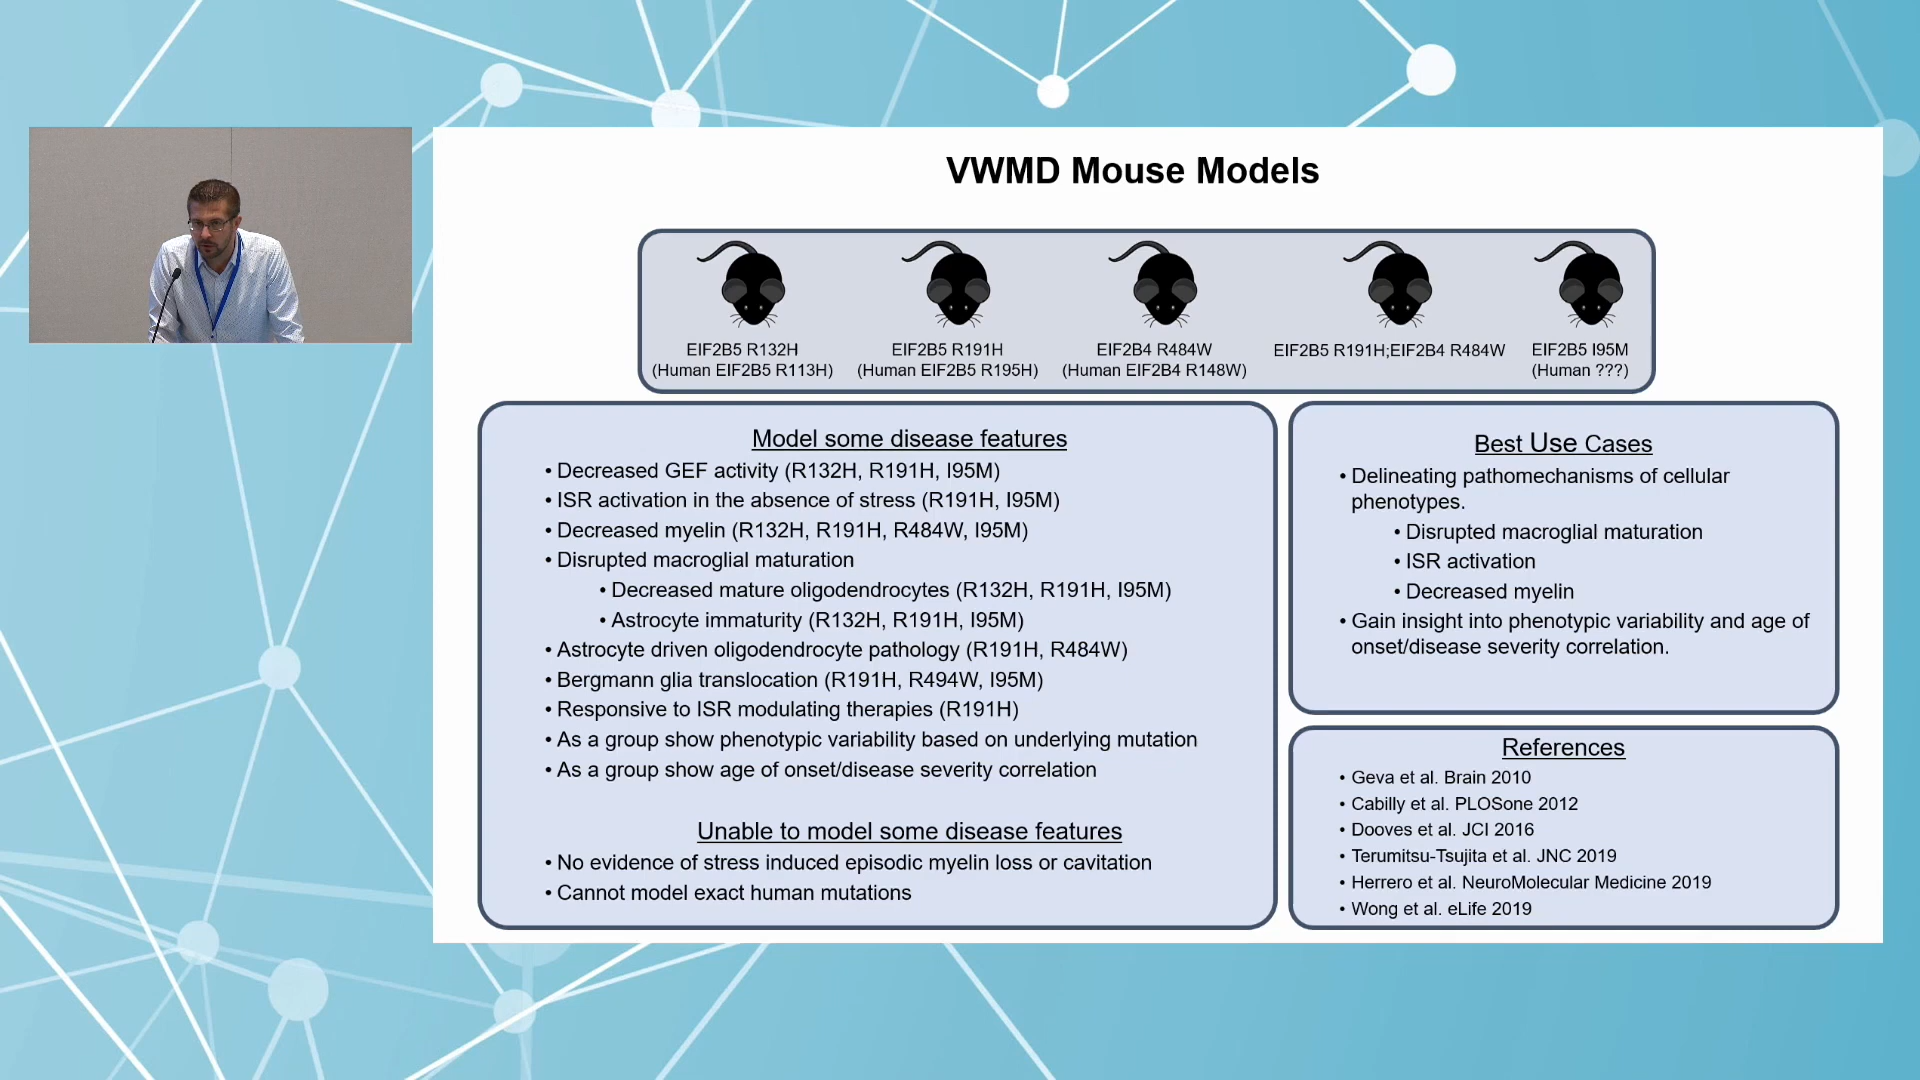 VWMD Mouse Models
EIF2B5 R132H
(Human EIF2B5 R113H)
EIF2B5 R191H
(Human EIF2B5 R195H)
EIF2B4 R484W
(Human EIF2B4 R148W)
EIF2B5 R191H;EIF2B4 R484W
EIF2B5 I95M
(Human ???)
Model some disease features
• Decreased GEF activity (R132H, R191H, I95M)
• ISR activation in the absence of stress (R191H, I95M)
• Decreased myelin (R132H, R191H, R484W, I95M)
• Disrupted macroglial maturation
• Decreased mature oligodendrocytes (R132H, R191H, I95M)
• Astrocyte immaturity (R132H, R191H, I95M)
• Astrocyte driven oligodendrocyte pathology (R191H, R484W)
• Bergmann glia translocation (R191H, R494W, I95M)
• Responsive to ISR modulating therapies (R191H)
• As a group show phenotypic variability based on underlying mutation
• As a group show age of onset/disease severity correlation
Unable to model some disease features
• No evidence of stress induced episodic myelin loss or cavitation
• Cannot model exact human mutations
Best Use Cases
• Delineating pathomechanisms of cellular
phenotypes.
• Disrupted macroglial maturation
• ISR activation
• Decreased myelin
• Gain insight into phenotypic variability and age of
onset/disease severity correlation.
References
• Geva et al. Brain 2010
• Cabilly et al. PLOSone 2012
• Dooves et al. JCI 2016
• Terumitsu-Tsujita et al. JNC 2019
• Herrero et al. NeuroMolecular Medicine 2019
• Wong et al. eLife 2019